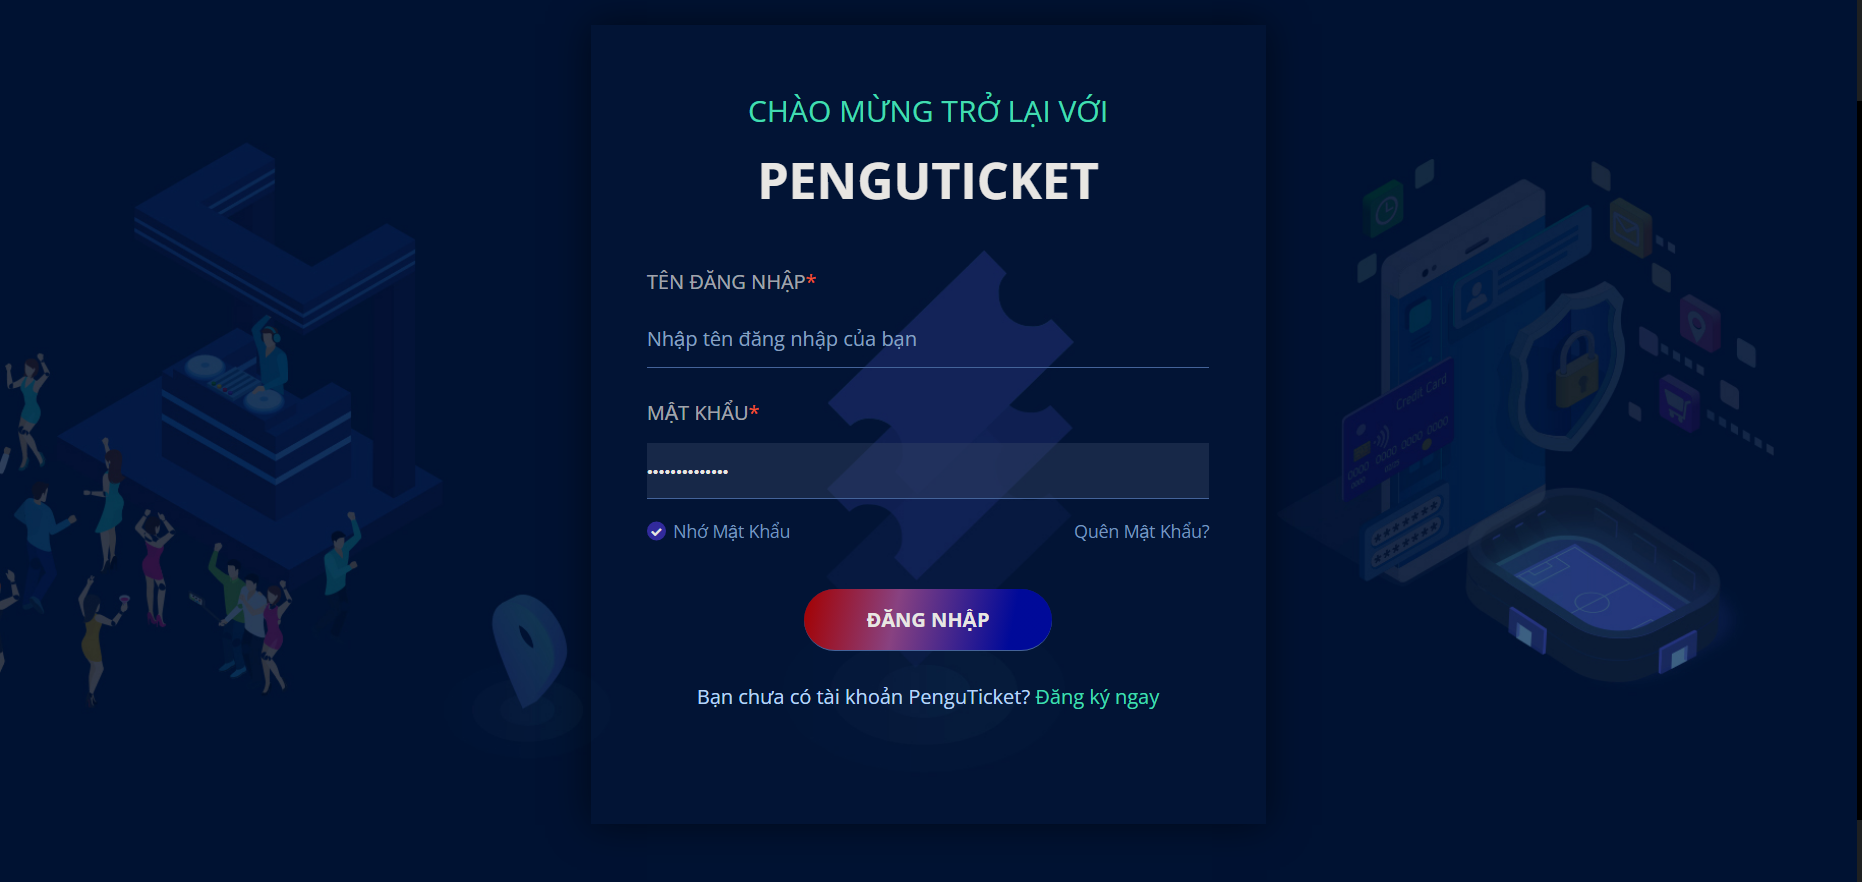 CHÀO MỪNG TRỞ LẠI VỚI
PENGUTICKET
TÊN ĐĂNG NHẬP*
Nhập tên đăng nhập của bạn
MẬT KHẨU*
••••••••••••••
Nhớ Mật Khẩu
Quên Mật Khẩu?
ĐĂNG NHẬP
Bạn chưa có tài khoản PenguTicket? Đăng ký ngay
Credit Card
0000 0000 0000 0000